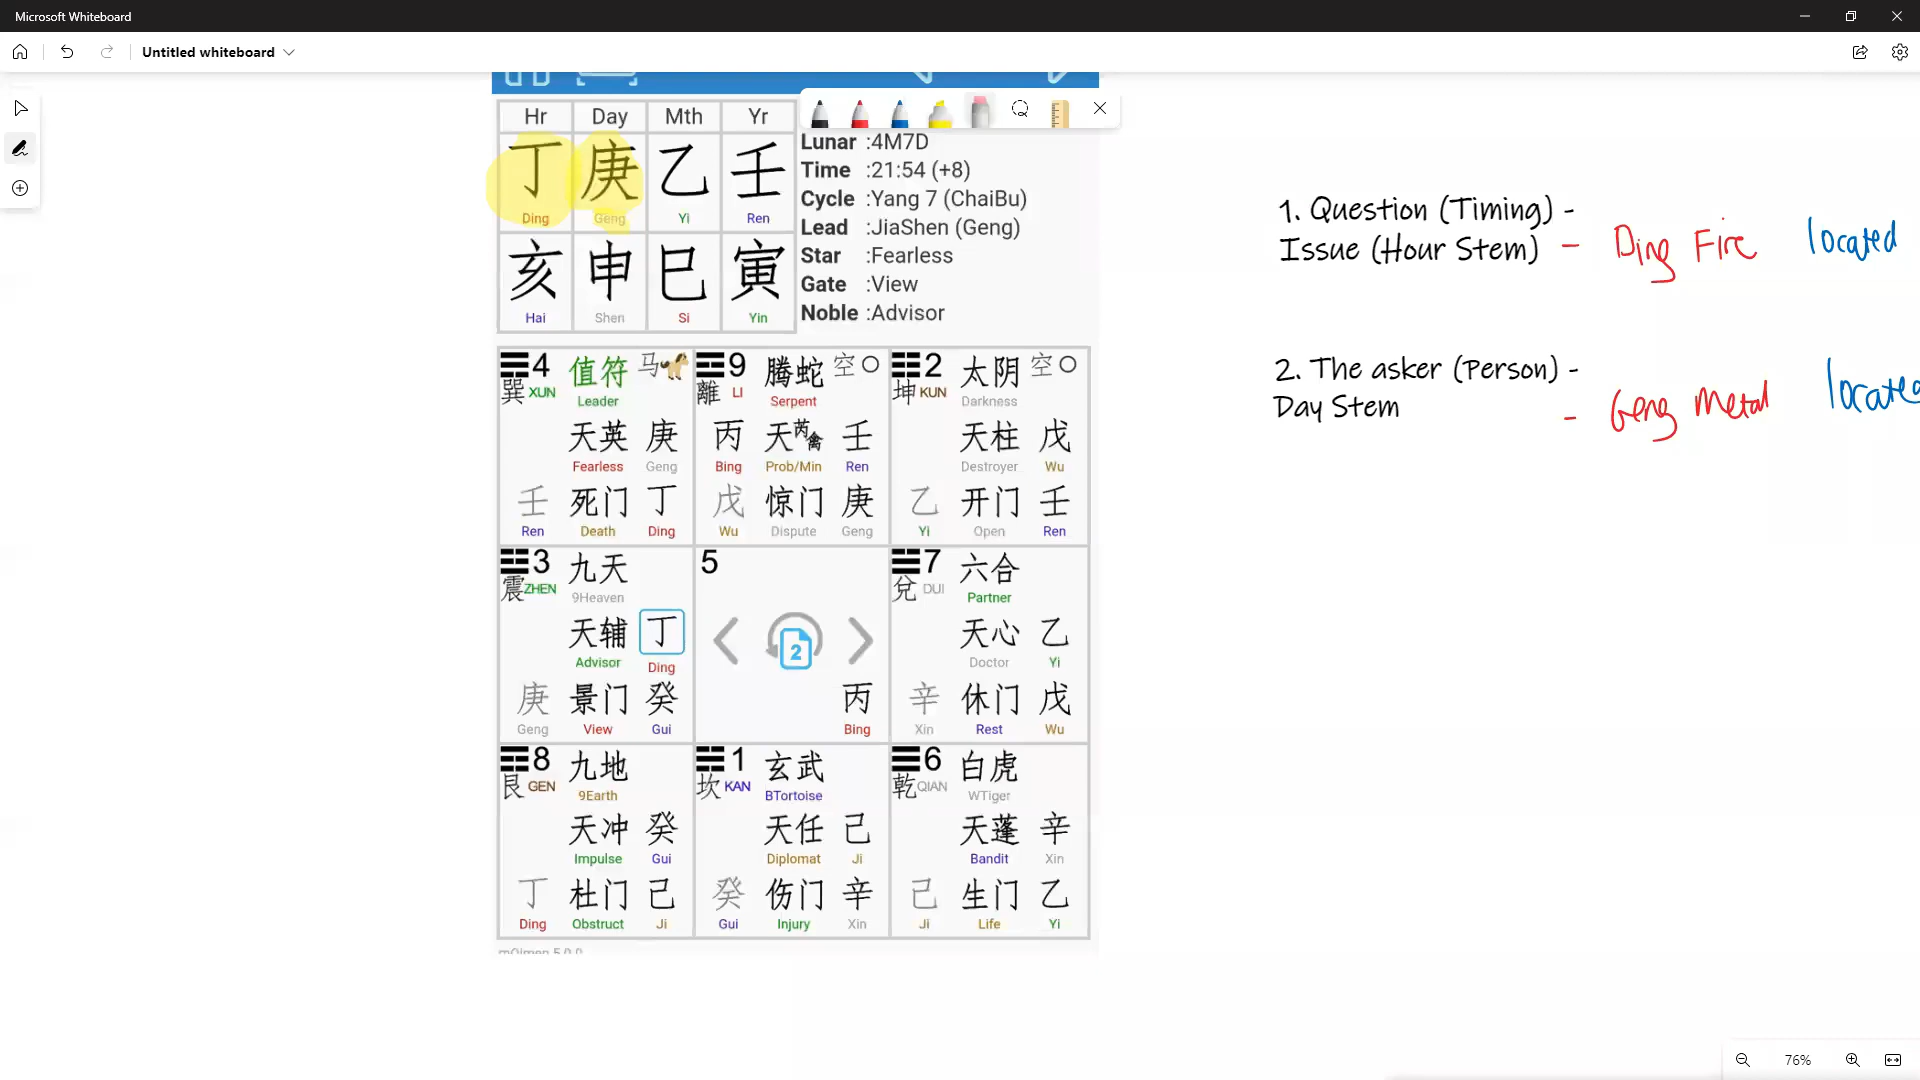 Microsoft Whiteboard
Untitled whiteboard
Hr Day Mth Yr
丁 庚 乙 壬
Ding Geng Yi Ren
亥 申 巳 寅
Hai Shen Si Yin
Lunar :4M7D
Time :21:54 (+8)
Cycle :Yang 7 (ChaiBu)
Lead :JiaShen (Geng)
Star :Fearless
Gate :View
Noble :Advisor
4 值符 马
巽 XUN Leader
天英 庚
Fearless Geng
壬 死门 丁
Ren Death Ding
9 腾蛇 空
離 LI Serpent
丙 天芮禽 壬
Bing Prob/Min Ren
戊 惊门 庚
Wu Dispute Geng
2 太阴 空
坤 KUN Darkness
天柱 戊
Destroyer Wu
乙 开门 壬
Yi Open Ren
3 九天
震 ZHEN 9Heaven
天辅 丁
Advisor Ding
庚 景门 癸
Geng View Gui
5
2
丙
Bing
7 六合
兌 DUI Partner
天心 乙
Doctor Yi
辛 休门 戊
Xin Rest Wu
8 九地
艮 GEN 9Earth
天冲 癸
Impulse Gui
丁 杜门 己
Ding Obstruct Ji
1 玄武
坎 KAN BTortoise
天任 己
Diplomat Ji
癸 伤门 辛
Gui Injury Xin
6 白虎
乾 QIAN WTiger
天蓬 辛
Bandit Xin
己 生门 乙
Ji Life Yi
1. Question (Timing) -
Issue (Hour Stem) - Ding Fire located
2. The asker (Person) -
Day Stem - Geng Metal located
76%